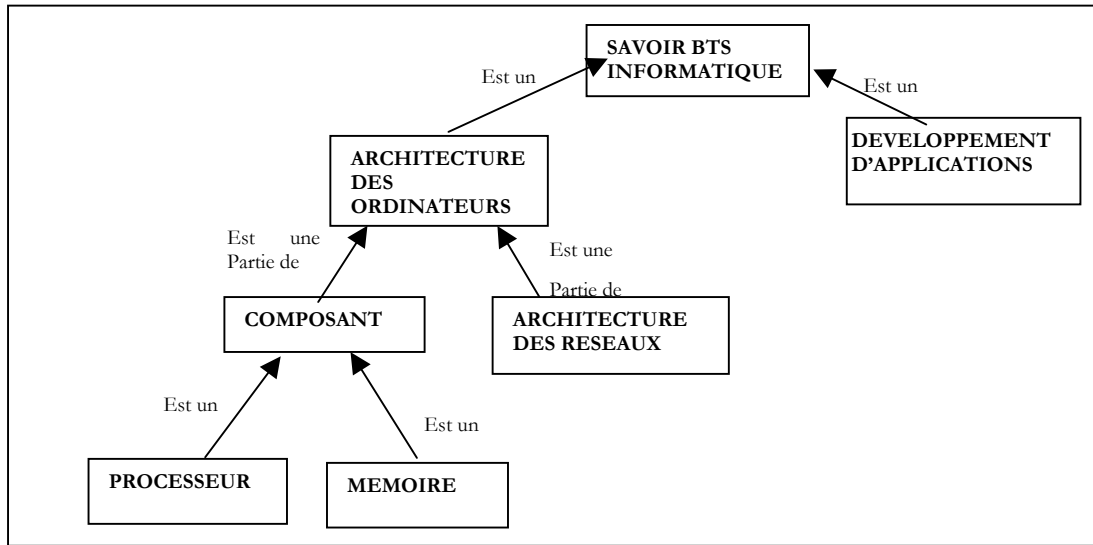 SAVOIR BTS
INFORMATIQUE
Est un
Est un
DEVELOPPEMENT
D'APPLICATIONS
ARCHITECTURE
DES
ORDINATEURS
Est une
Partie de
Est une
Partie de
COMPOSANT
ARCHITECTURE
DES RESEAUX
Est un
Est un
PROCESSEUR
MEMOIRE